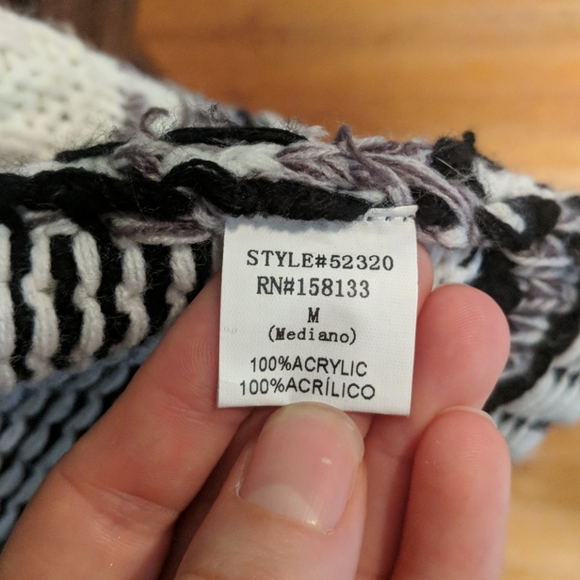 STYLE#52320
RN#158133
M
(Mediano)
100%ACRYLIC
100%ACRÍLICO